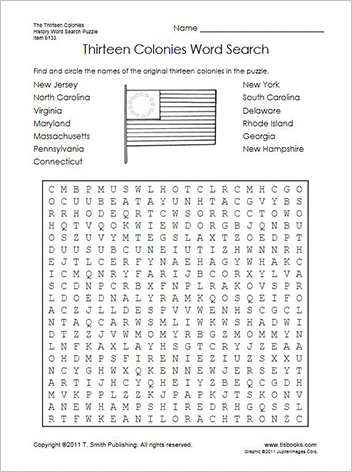 The Thirteen Colonies
History Word Search Puzzle
Item 5133
Name
Thirteen Colonies Word Search
Find and circle the names of the original thirteen colonies in the puzzle.
New Jersey
North Carolina
Virginia
Maryland
Massachusetts
Pennsylvania
Connecticut
New York
South Carolina
Delaware
Rhode Island
Georgia
New Hampshire
C M B P M U S W L H O T C L R C M H C G O
O C U U B E A T A Y U N H T A C G V Y B S
R R H O D E Q R T C W S O R C C T O W O
H Q T V Q O K W I E W D O R G B J Q N B U
O S Z U V Y M T E G S L A X T Z O E D P T
D U U S U B C U N E I U T I Z H W N N R H
E J T L C E R F Y N A E H A G Y W H A K C
I C M Q N R Y F A R I J B C O R X Y L V A
S C D N P C R B X F N P L R A K O V S P R
L D O E D N A L Y R A M K Q O S Q E I F O
A C Z J L L D E S P V W E N H S C G C L
N T A Q C A R W S M L I W K W S H A D W I
D T Z Z J V W M O M Y R B G Z M O M M Y N
L N F K A X L A Y H S G T C R Y J Z E A A
O H D M P S F I R E N I E Z I U Z S X X U
N C Y G H W X Q K E N N E W J E R S E Y T
A R T I J H C Y Q H E I Y Z B E Q G H O D
M V K P P L Z Z K O J A P K J T S K O N V
A N E W H A M P S H I R E D R H Q G S L L
R T F W K E A N I L O R A C H T R O N Z C
Copyright ©2011 T. Smith Publishing. All rights reserved.
www.tlsbooks.com
Graphic ©2011 JupiterImages Corp.